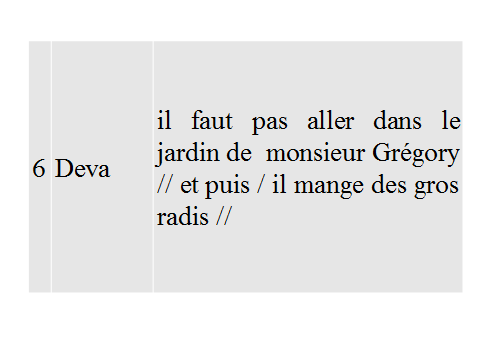 il faut pas aller dans le
jardin de monsieur Grégory
6 Deva // et puis / il mange des gros
radis //